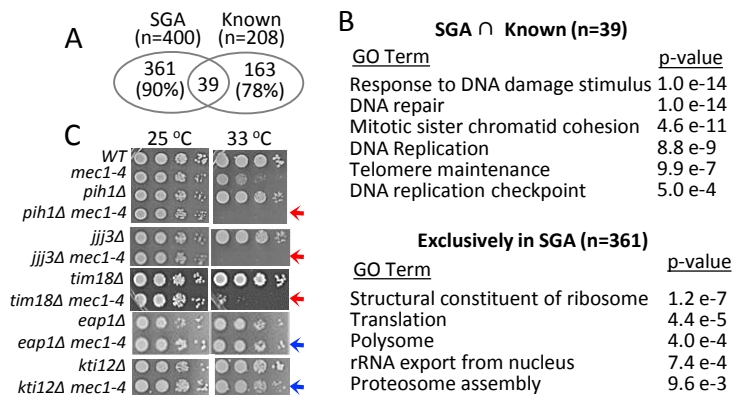 A
SGA
(n=400)
Known
(n=208)
361
(90%)
39
163
(78%)
B
SGA ∩ Known (n=39)
GO Term p-value
Response to DNA damage stimulus 1.0 e-14
DNA repair 1.0 e-14
Mitotic sister chromatid cohesion 4.6 e-11
DNA Replication 8.8 e-9
Telomere maintenance 9.9 e-7
DNA replication checkpoint 5.0 e-4
Exclusively in SGA (n=361)
GO Term p-value
Structural constituent of ribosome 1.2 e-7
Translation 4.4 e-5
Polysome 4.0 e-4
rRNA export from nucleus 7.4 e-4
Proteosome assembly 9.6 e-3
C
25 °C 33 °C
WT
mec1-4
pih1Δ
pih1Δ mec1-4
jjj3Δ
jjj3Δ mec1-4
tim18Δ
tim18Δ mec1-4
eap1Δ
eap1Δ mec1-4
kti12Δ
kti12Δ mec1-4